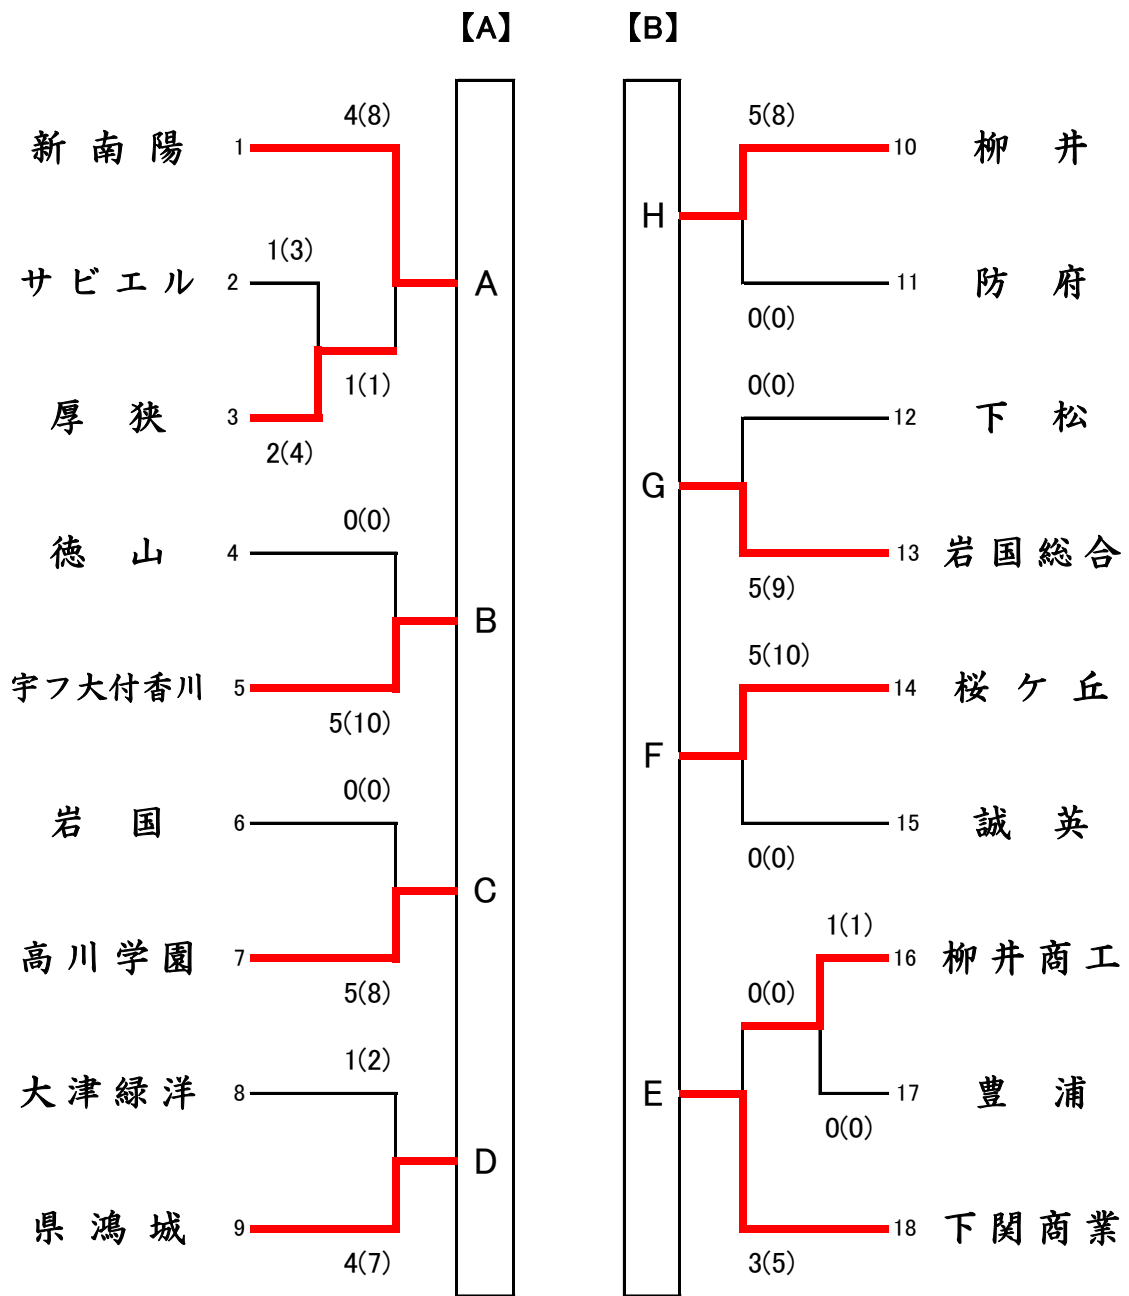 【A】
【B】
4(8)
新南陽 1
1(3)
サビエル 2
A
1(1)
厚狭 3
2(4)
0(0)
徳山 4
B
宇フ大付香川 5
5(10)
0(0)
岩国 6
C
高川学園 7
5(8)
1(2)
大津緑洋 8
D
県鴻城 9
4(7)
5(8)
10 柳井
H
11 防府
0(0)
0(0)
12 下松
G
13 岩国総合
5(9)
5(10)
14 桜ケ丘
F
15 誠英
0(0)
1(1)
16 柳井商工
0(0)
E
17 豊浦
0(0)
18 下関商業
3(5)